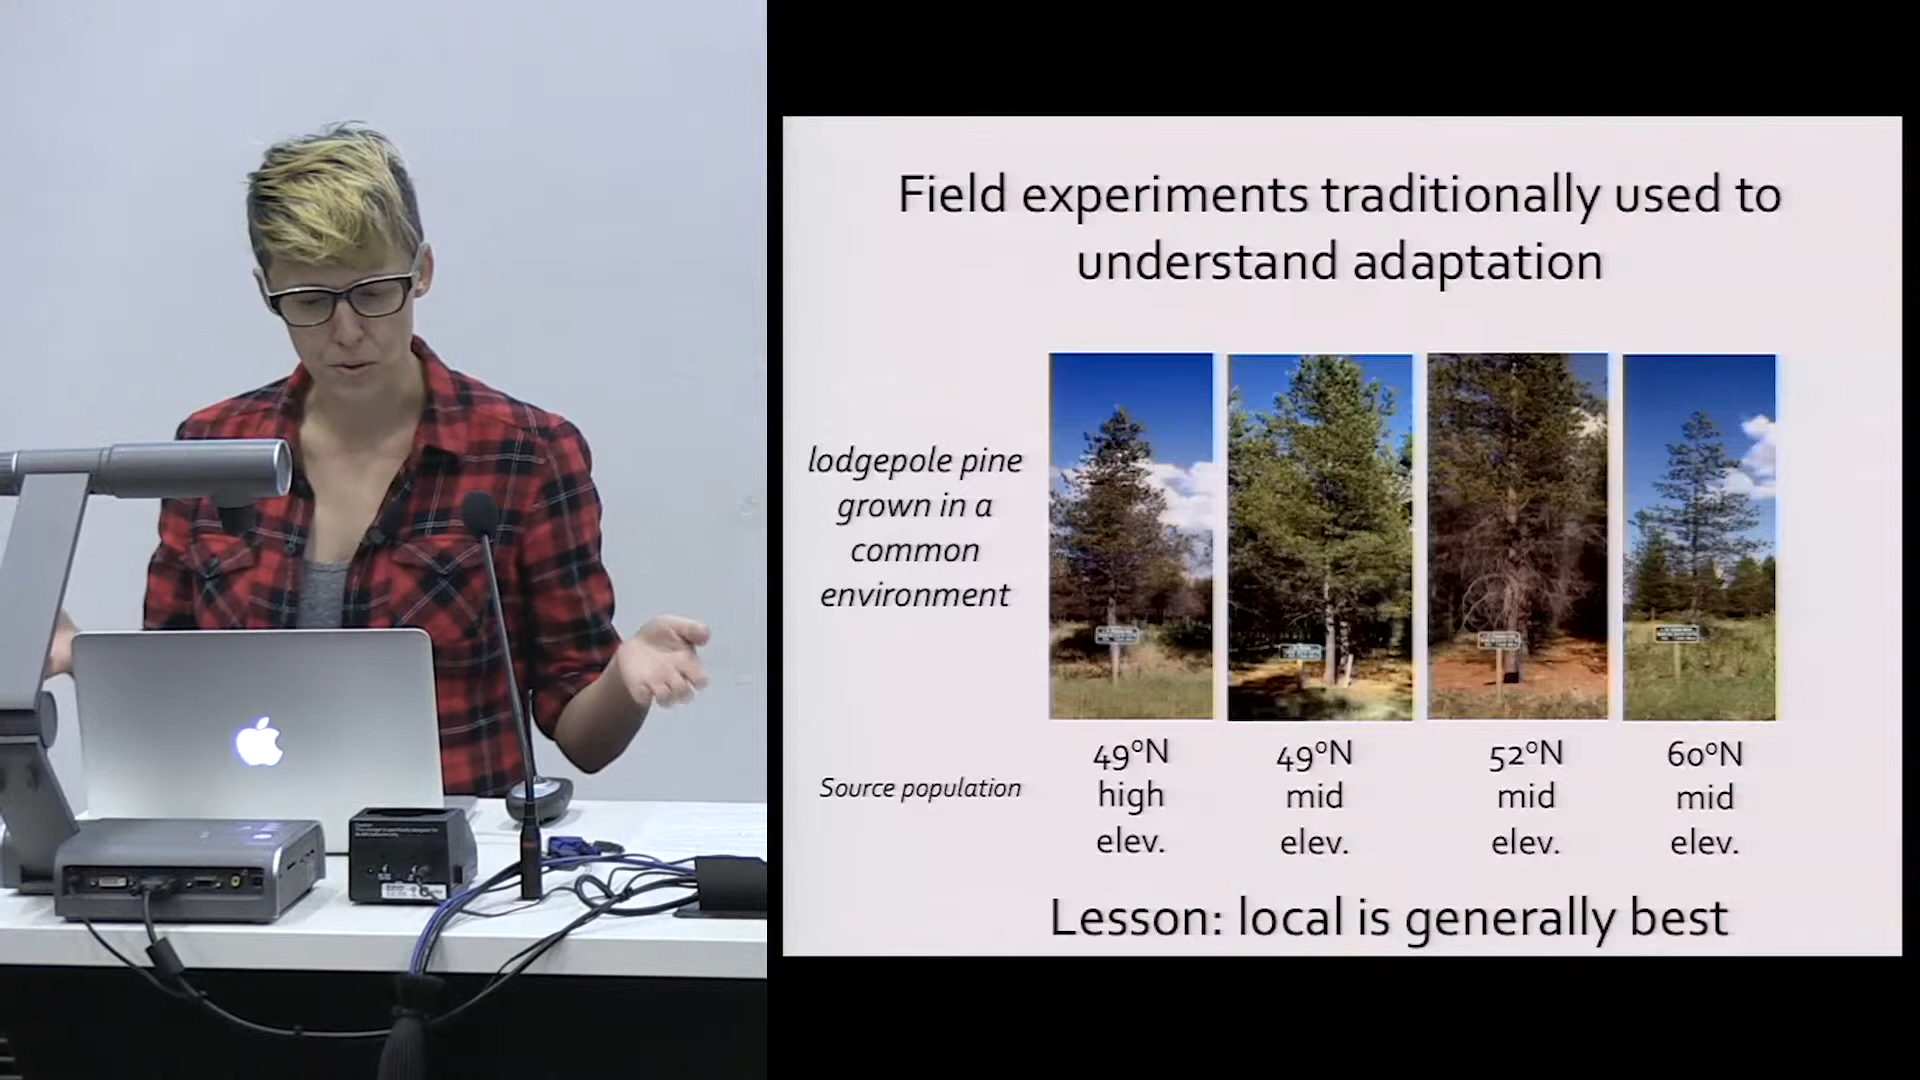 Field experiments traditionally used to
understand adaptation
lodgepole pine
grown in a
common
environment
Source population
49°N
high
elev.
49°N
mid
elev.
52°N
mid
elev.
60°N
mid
elev.
Lesson: local is generally best